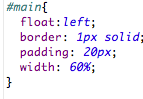 #main{
float:left;
border: 1px solid;
padding: 20px;
width: 60%;
}